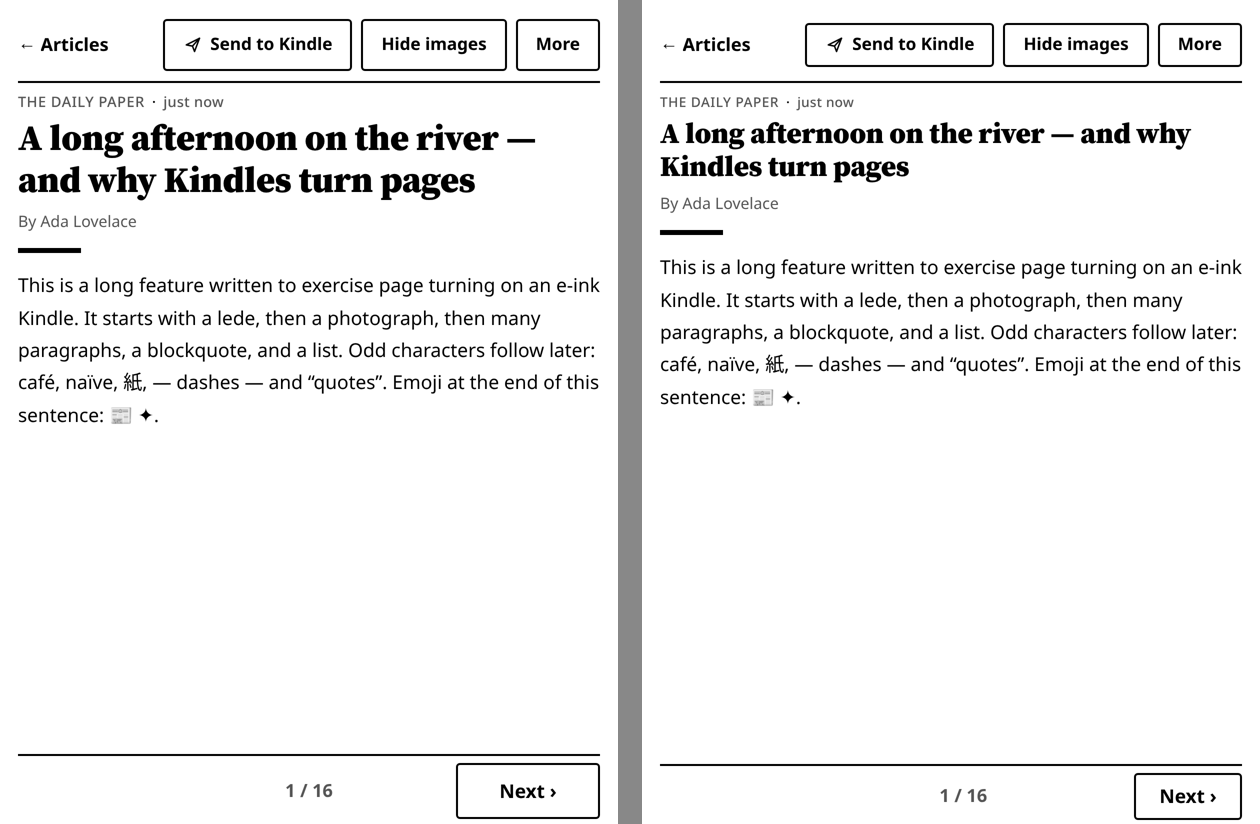 ← Articles
Send to Kindle
Hide images
More
THE DAILY PAPER · just now
A long afternoon on the river —
and why Kindles turn pages
By Ada Lovelace
This is a long feature written to exercise page turning on an e-ink
Kindle. It starts with a lede, then a photograph, then many
paragraphs, a blockquote, and a list. Odd characters follow later:
café, naïve, 紙, — dashes — and “quotes”. Emoji at the end of this
sentence: 📰 ✦.
1 / 16
Next ›
← Articles
Send to Kindle
Hide images
More
THE DAILY PAPER · just now
A long afternoon on the river — and why
Kindles turn pages
By Ada Lovelace
This is a long feature written to exercise page turning on an e-ink
Kindle. It starts with a lede, then a photograph, then many
paragraphs, a blockquote, and a list. Odd characters follow later:
café, naïve, 紙, — dashes — and “quotes”. Emoji at the end of this
sentence: 📰 ✦.
1 / 16
Next ›